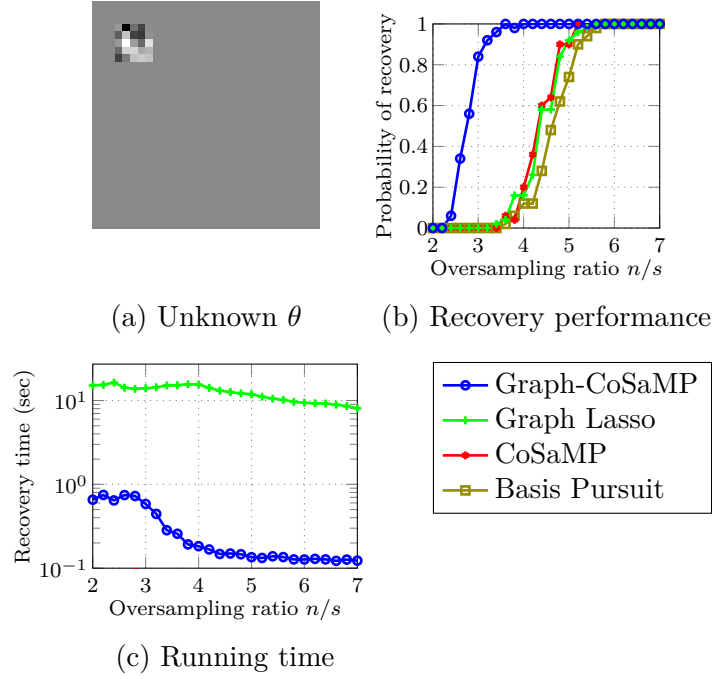 1
0.8
0.6
0.4
0.2
0
2 3 4 5 6 7
Probability of recovery
Oversampling ratio n/s
(a) Unknown θ
(b) Recovery performance
10^1
10^0
10^−1
2 3 4 5 6 7
Recovery time (sec)
Oversampling ratio n/s
(c) Running time
Graph-CoSaMP
Graph Lasso
CoSaMP
Basis Pursuit